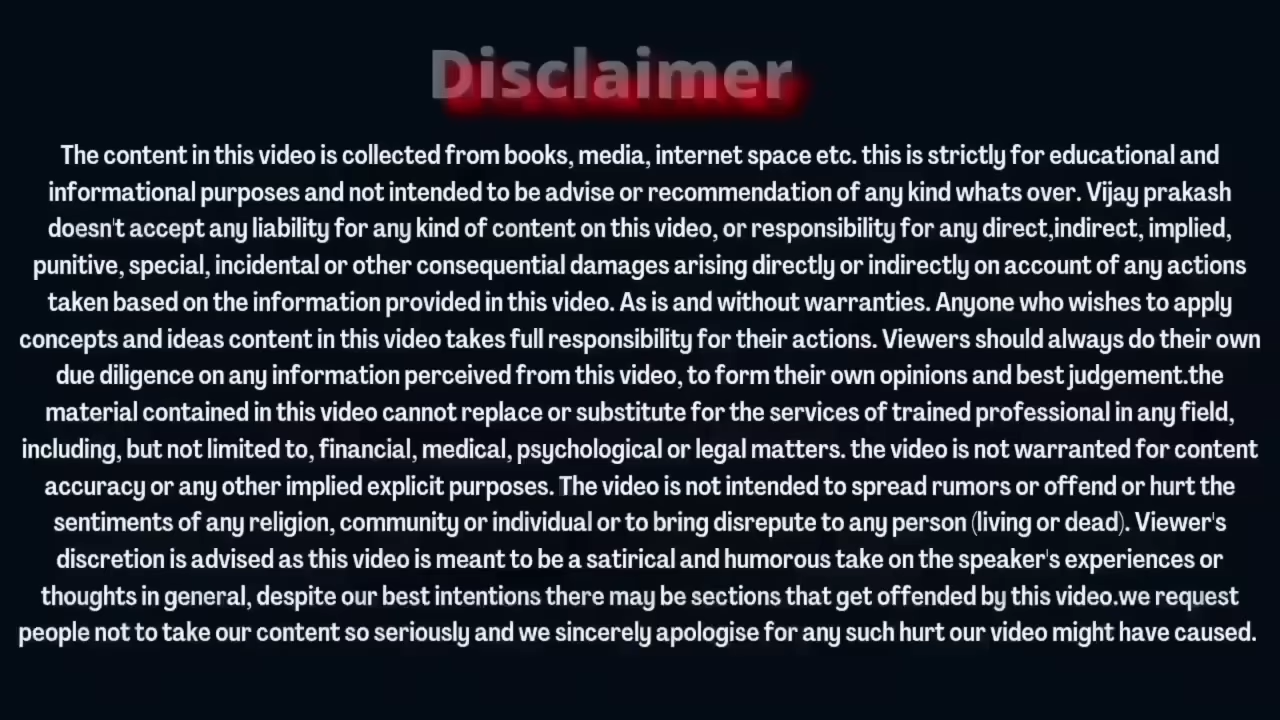 Disclaimer
The content in this video is collected from books, media, internet space etc. this is strictly for educational and
informational purposes and not intended to be advise or recommendation of any kind whats over. Vijay prakash
doesn't accept any liability for any kind of content on this video, or responsibility for any direct,indirect, implied,
punitive, special, incidental or other consequential damages arising directly or indirectly on account of any actions
taken based on the information provided in this video. As is and without warranties. Anyone who wishes to apply
concepts and ideas content in this video takes full responsibility for their actions. Viewers should always do their own
due diligence on any information perceived from this video, to form their own opinions and best judgement.the
material contained in this video cannot replace or substitute for the services of trained professional in any field,
including, but not limited to, financial, medical, psychological or legal matters. the video is not warranted for content
accuracy or any other implied explicit purposes. The video is not intended to spread rumors or offend or hurt the
sentiments of any religion, community or individual or to bring disrepute to any person (living or dead). Viewer's
discretion is advised as this video is meant to be a satirical and humorous take on the speaker's experiences or
thoughts in general, despite our best intentions there may be sections that get offended by this video.we request
people not to take our content so seriously and we sincerely apologise for any such hurt our video might have caused.